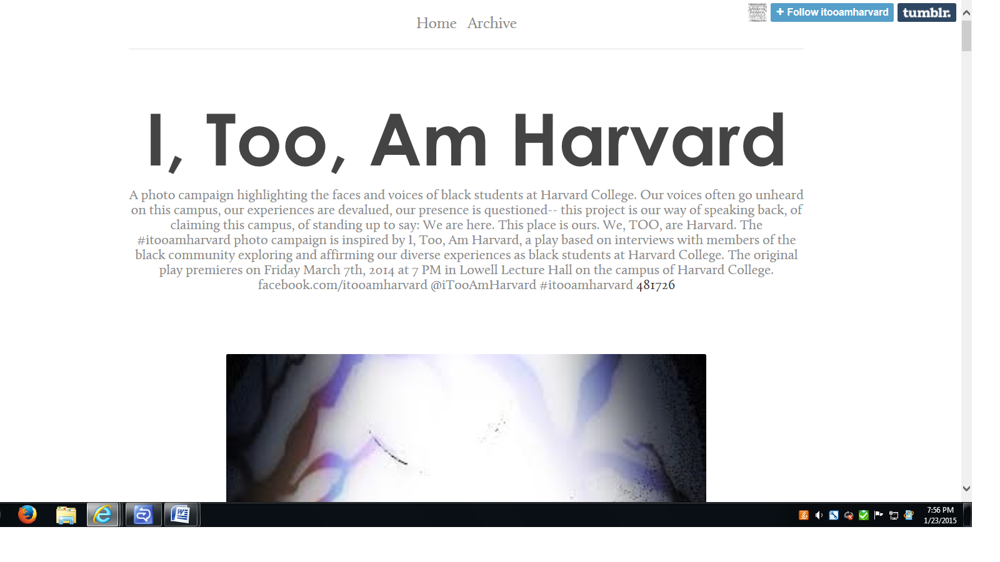 Home Archive
+ Follow itooamharvard
tumblr.
I, Too, Am Harvard
A photo campaign highlighting the faces and voices of black students at Harvard College. Our voices often go unheard
on this campus, our experiences are devalued, our presence is questioned-- this project is our way of speaking back, of
claiming this campus, of standing up to say: We are here. This place is ours. We, TOO, are Harvard. The
#itooamharvard photo campaign is inspired by I, Too, Am Harvard, a play based on interviews with members of the
black community exploring and affirming our diverse experiences as black students at Harvard College. The original
play premieres on Friday March 7th, 2014 at 7 PM in Lowell Lecture Hall on the campus of Harvard College.
facebook.com/itooamharvard @iTooAmHarvard #itooamharvard 481726
7:56 PM
1/23/2015